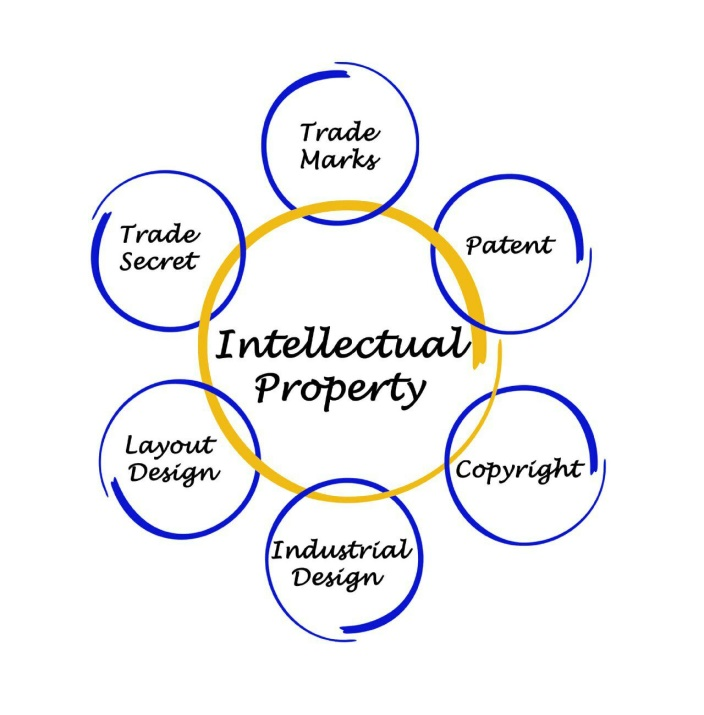 Trade
Marks
Trade
Secret
Patent
Intellectual
Property
Layout
Design
Copyright
Industrial
Design